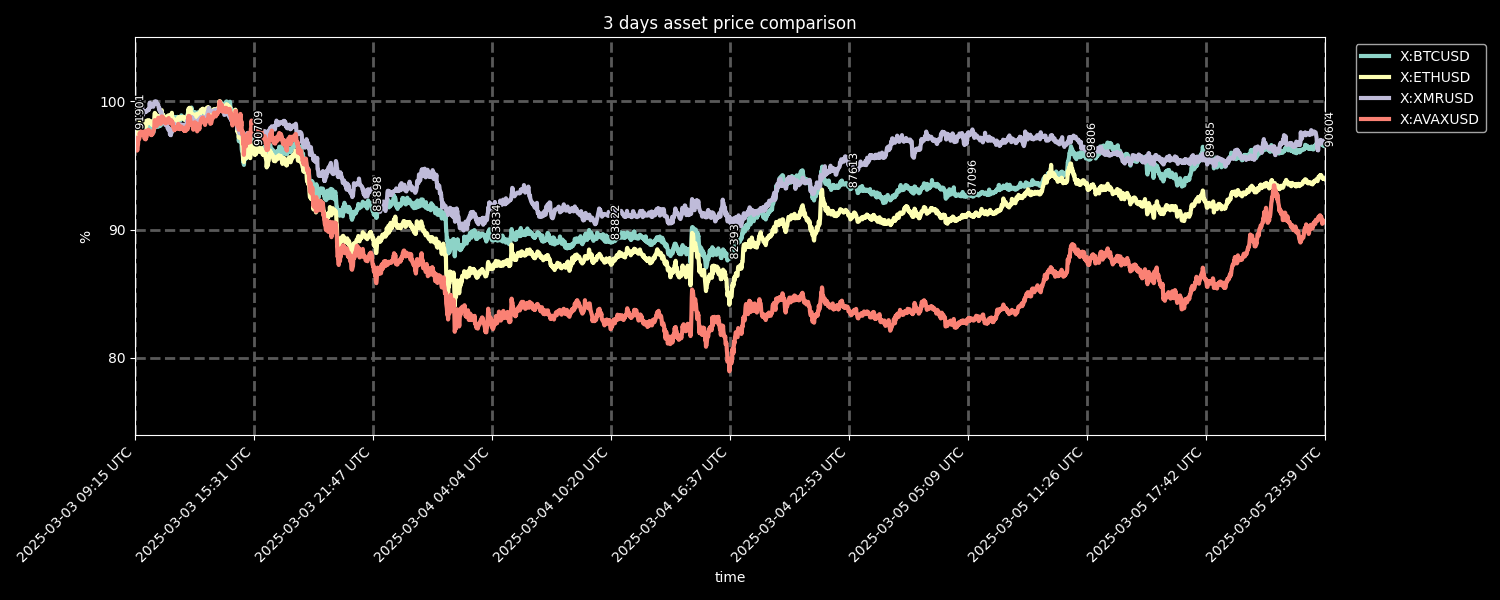 3 days asset price comparison
X:BTCUSD
X:ETHUSD
X:XMRUSD
X:AVAXUSD
%
100
90
80
91901
90709
85898
83834
83822
82393
87613
87096
89806
89885
90604
2025-03-03 09:15 UTC
2025-03-03 15:31 UTC
2025-03-03 21:47 UTC
2025-03-04 04:04 UTC
2025-03-04 10:20 UTC
2025-03-04 16:37 UTC
2025-03-04 22:53 UTC
2025-03-05 05:09 UTC
2025-03-05 11:26 UTC
2025-03-05 17:42 UTC
2025-03-05 23:59 UTC
time